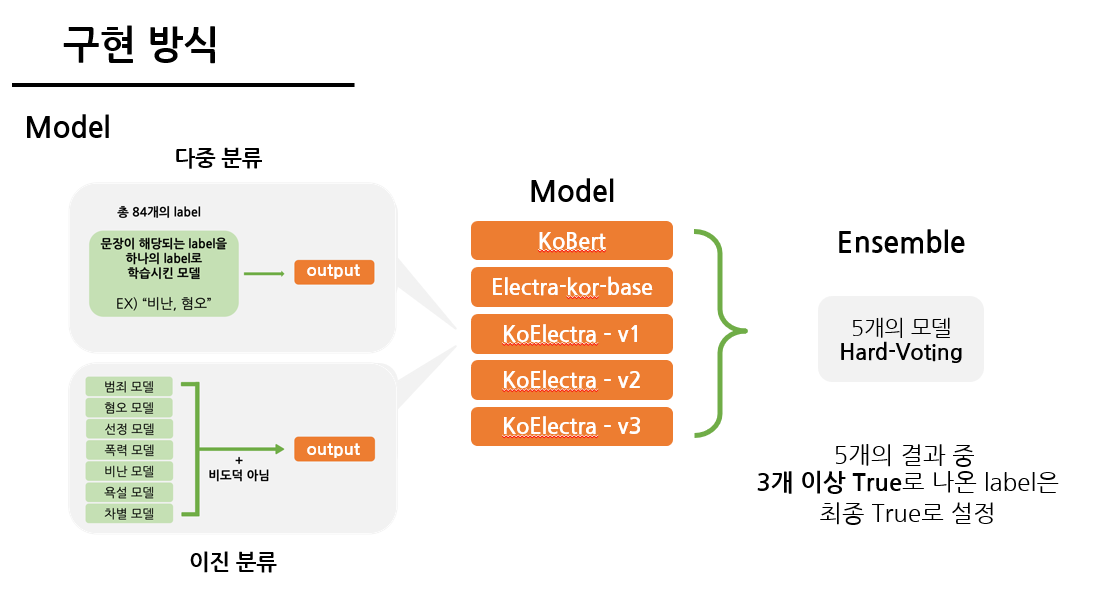 구현 방식
Model
다중 분류
총 84개의 label
문장이 해당되는 label을
하나의 label로
학습시킨 모델
EX) “비난, 혐오”
output
범죄 모델
혐오 모델
선정 모델
폭력 모델
비난 모델
욕설 모델
차별 모델
+
비도덕 아님
output
이진 분류
Model
KoBert
Electra-kor-base
KoElectra – v1
KoElectra – v2
KoElectra – v3
Ensemble
5개의 모델
Hard-Voting
5개의 결과 중
3개 이상 True로 나온 label은
최종 True로 설정